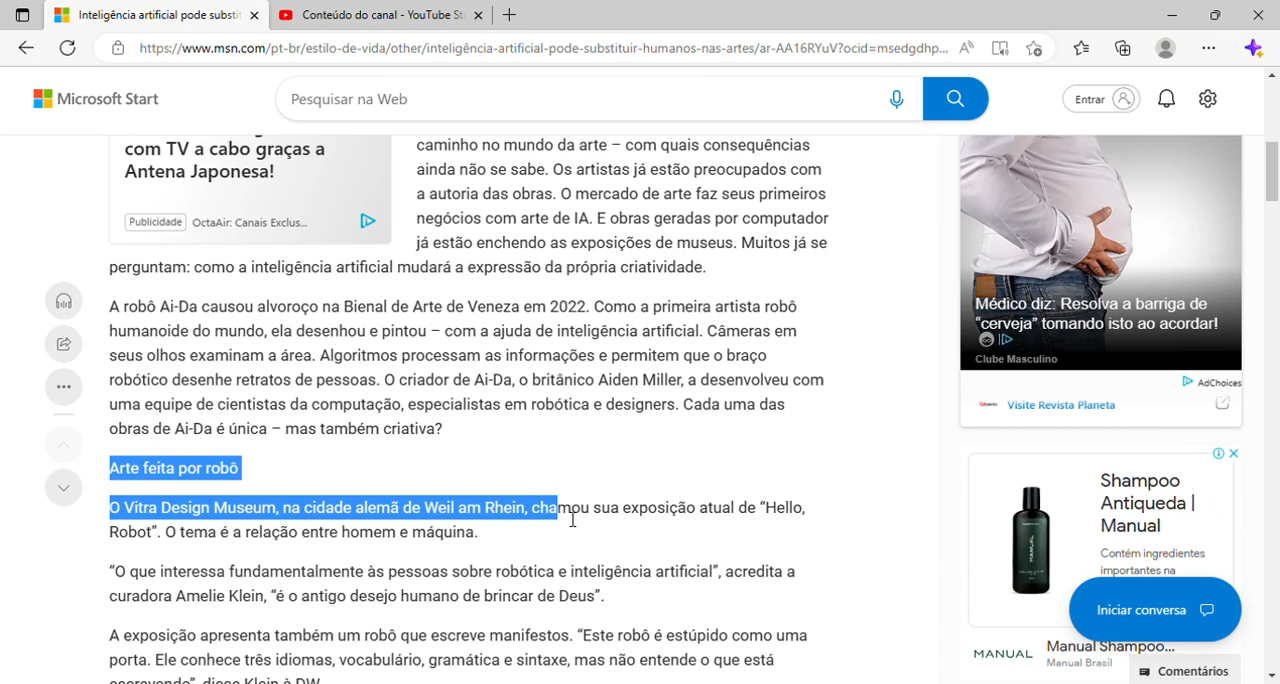 Inteligência artificial pode substit
Conteúdo do canal - YouTube St
https://www.msn.com/pt-br/estilo-de-vida/other/inteligência-artificial-pode-substituir-humanos-nas-artes/ar-AA16RYuV?ocid=msedgdhp...
Microsoft Start
Pesquisar na Web
Entrar
com TV a cabo graças a
Antena Japonesa!
Publicidade
OctaAir: Canais Exclus...
caminho no mundo da arte – com quais consequências
ainda não se sabe. Os artistas já estão preocupados com
a autoria das obras. O mercado de arte faz seus primeiros
negócios com arte de IA. E obras geradas por computador
já estão enchendo as exposições de museus. Muitos já se
perguntam: como a inteligência artificial mudará a expressão da própria criatividade.
A robô Ai-Da causou alvoroço na Bienal de Arte de Veneza em 2022. Como a primeira artista robô
humanoide do mundo, ela desenhou e pintou – com a ajuda de inteligência artificial. Câmeras em
seus olhos examinam a área. Algoritmos processam as informações e permitem que o braço
robótico desenhe retratos de pessoas. O criador de Ai-Da, o britânico Aiden Miller, a desenvolveu com
uma equipe de cientistas da computação, especialistas em robótica e designers. Cada uma das
obras de Ai-Da é única – mas também criativa?
Arte feita por robô
O Vitra Design Museum, na cidade alemã de Weil am Rhein, chamou sua exposição atual de “Hello,
Robot”. O tema é a relação entre homem e máquina.
“O que interessa fundamentalmente às pessoas sobre robótica e inteligência artificial”, acredita a
curadora Amelie Klein, “é o antigo desejo humano de brincar de Deus”.
A exposição apresenta também um robô que escreve manifestos. “Este robô é estúpido como uma
porta. Ele conhece três idiomas, vocabulário, gramática e sintaxe, mas não entende o que está
escrevendo”, disse Klein à DW.
Médico diz: Resolva a barriga de
“cerveja” tomando isto ao acordar!
Clube Masculino
AdChoices
Visite Revista Planeta
Shampoo
Antiqueda |
Manual
Contém ingredientes
importantes na
MANUAL
Iniciar conversa
MANUAL
Manual Shampoo...
Manual Brasil
Comentários